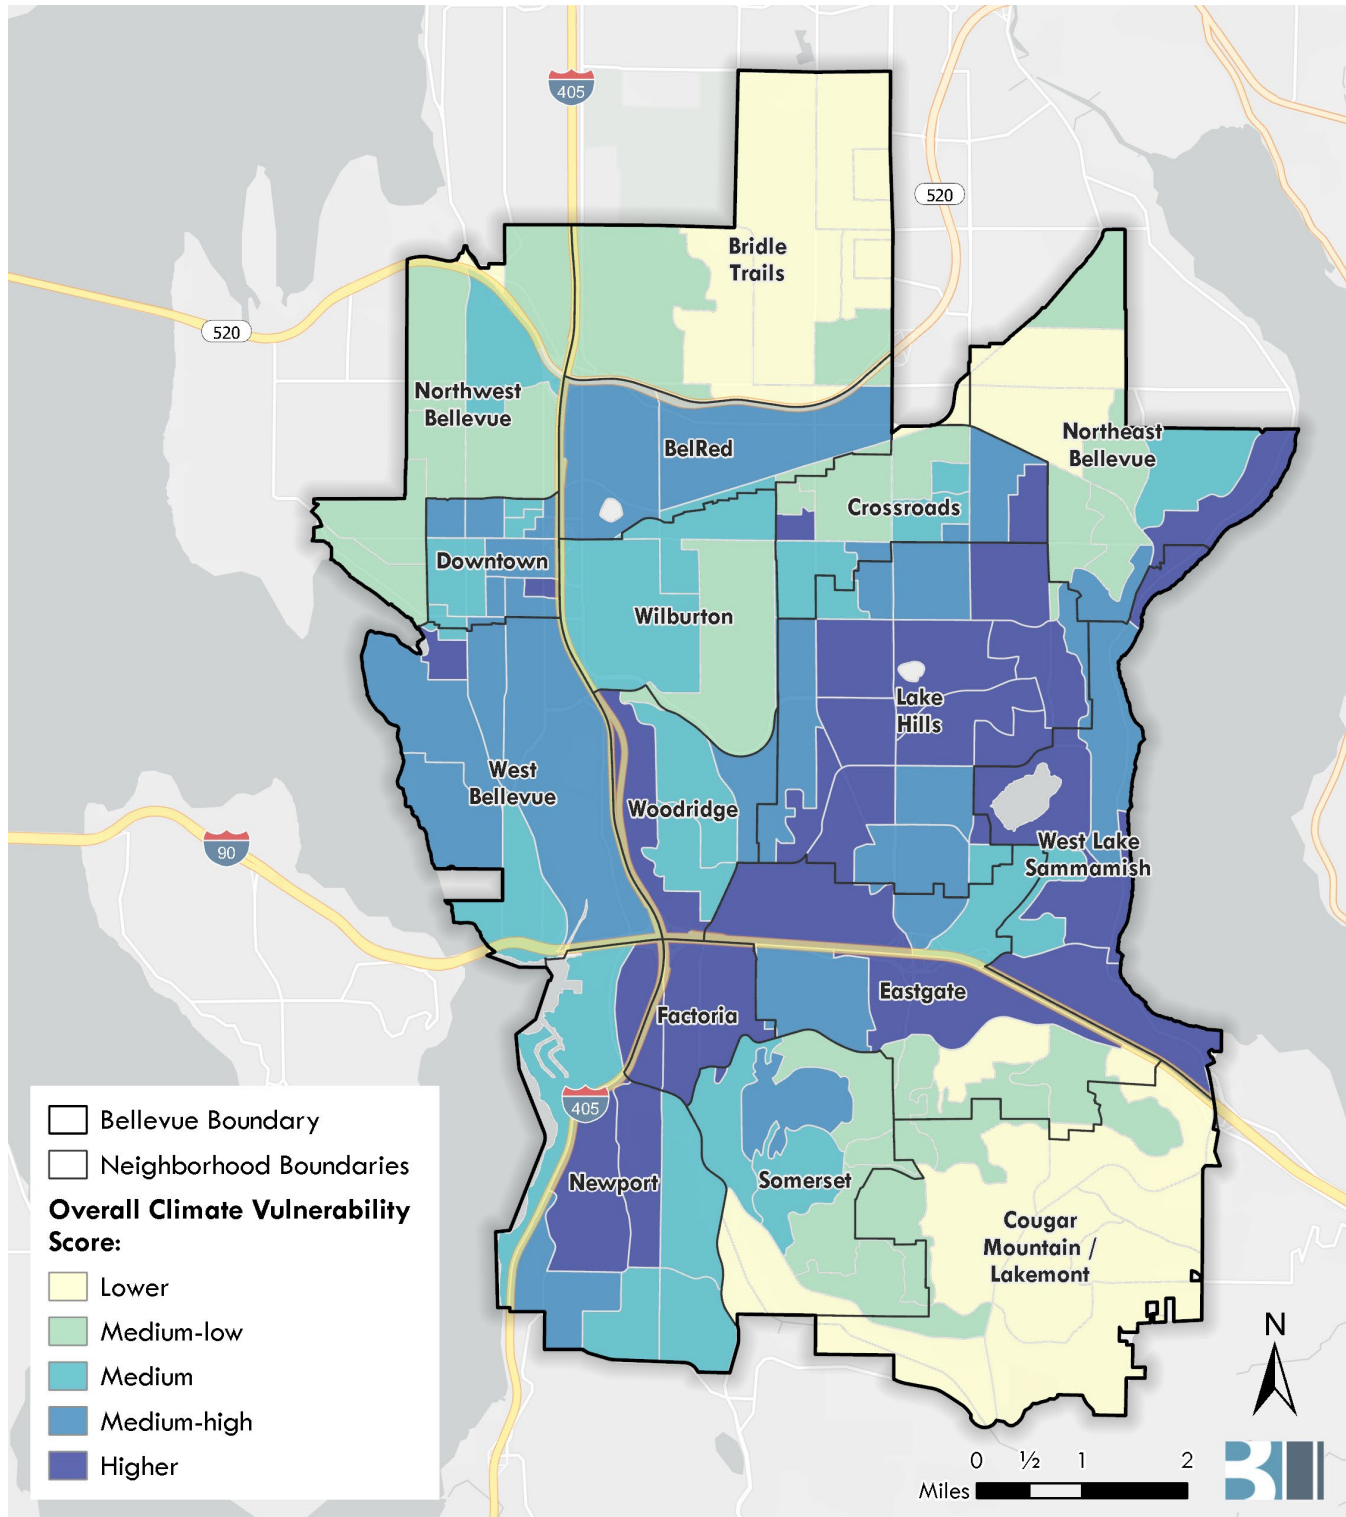 405
520
Bridle
Trails
520
Northwest
Bellevue
BelRed
Northeast
Bellevue
Crossroads
Downtown
Wilburton
Lake
Hills
West
Bellevue
Woodridge
90
West Lake
Sammamish
Eastgate
Factoria
405
Newport
Somerset
Cougar
Mountain /
Lakemont
Bellevue Boundary
Neighborhood Boundaries
Overall Climate Vulnerability
Score:
Lower
Medium-low
Medium
Medium-high
Higher
N
0 ½ 1 2
Miles